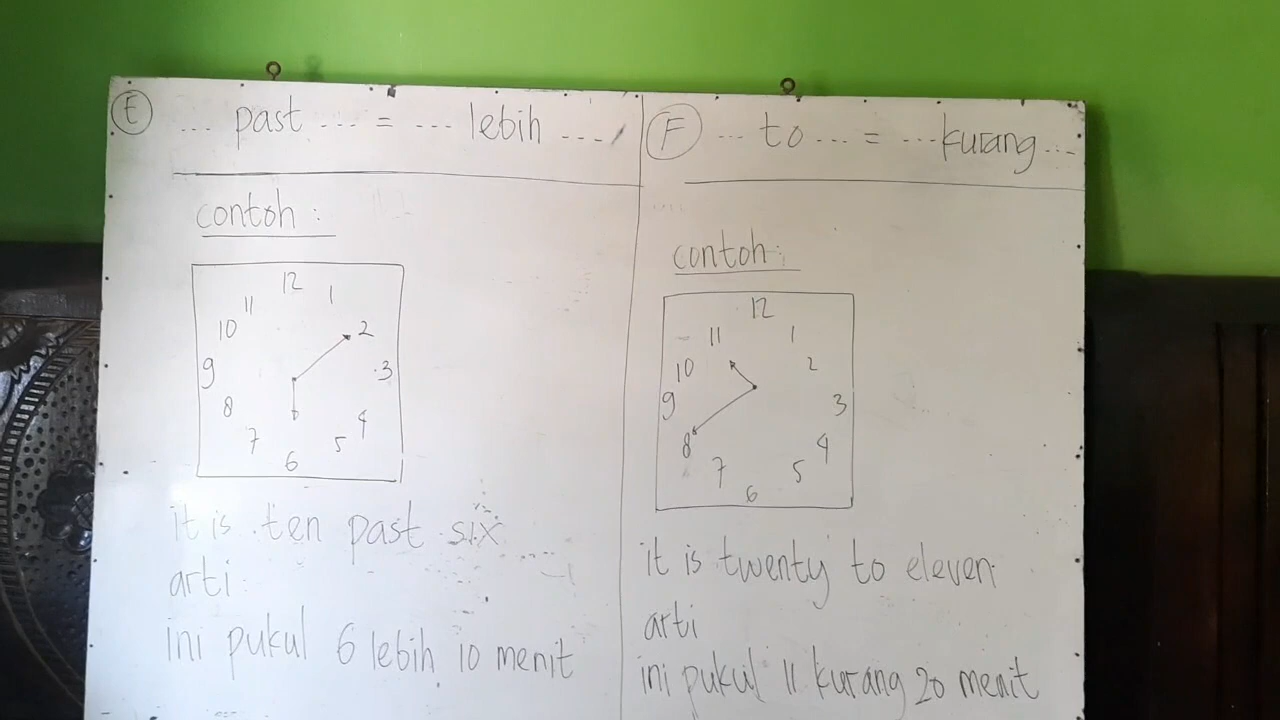 E ... past ... = ... lebih ....
contoh :
12
11 1
10 2
9 3
8 4
7 5
6
it is ten past six
arti :
ini pukul 6 lebih 10 menit
F ... to ... = ... kurang ...
contoh :
12
11 1
10 2
9 3
8 4
7 5
6
it is twenty to eleven
arti
ini pukul 11 kurang 20 menit